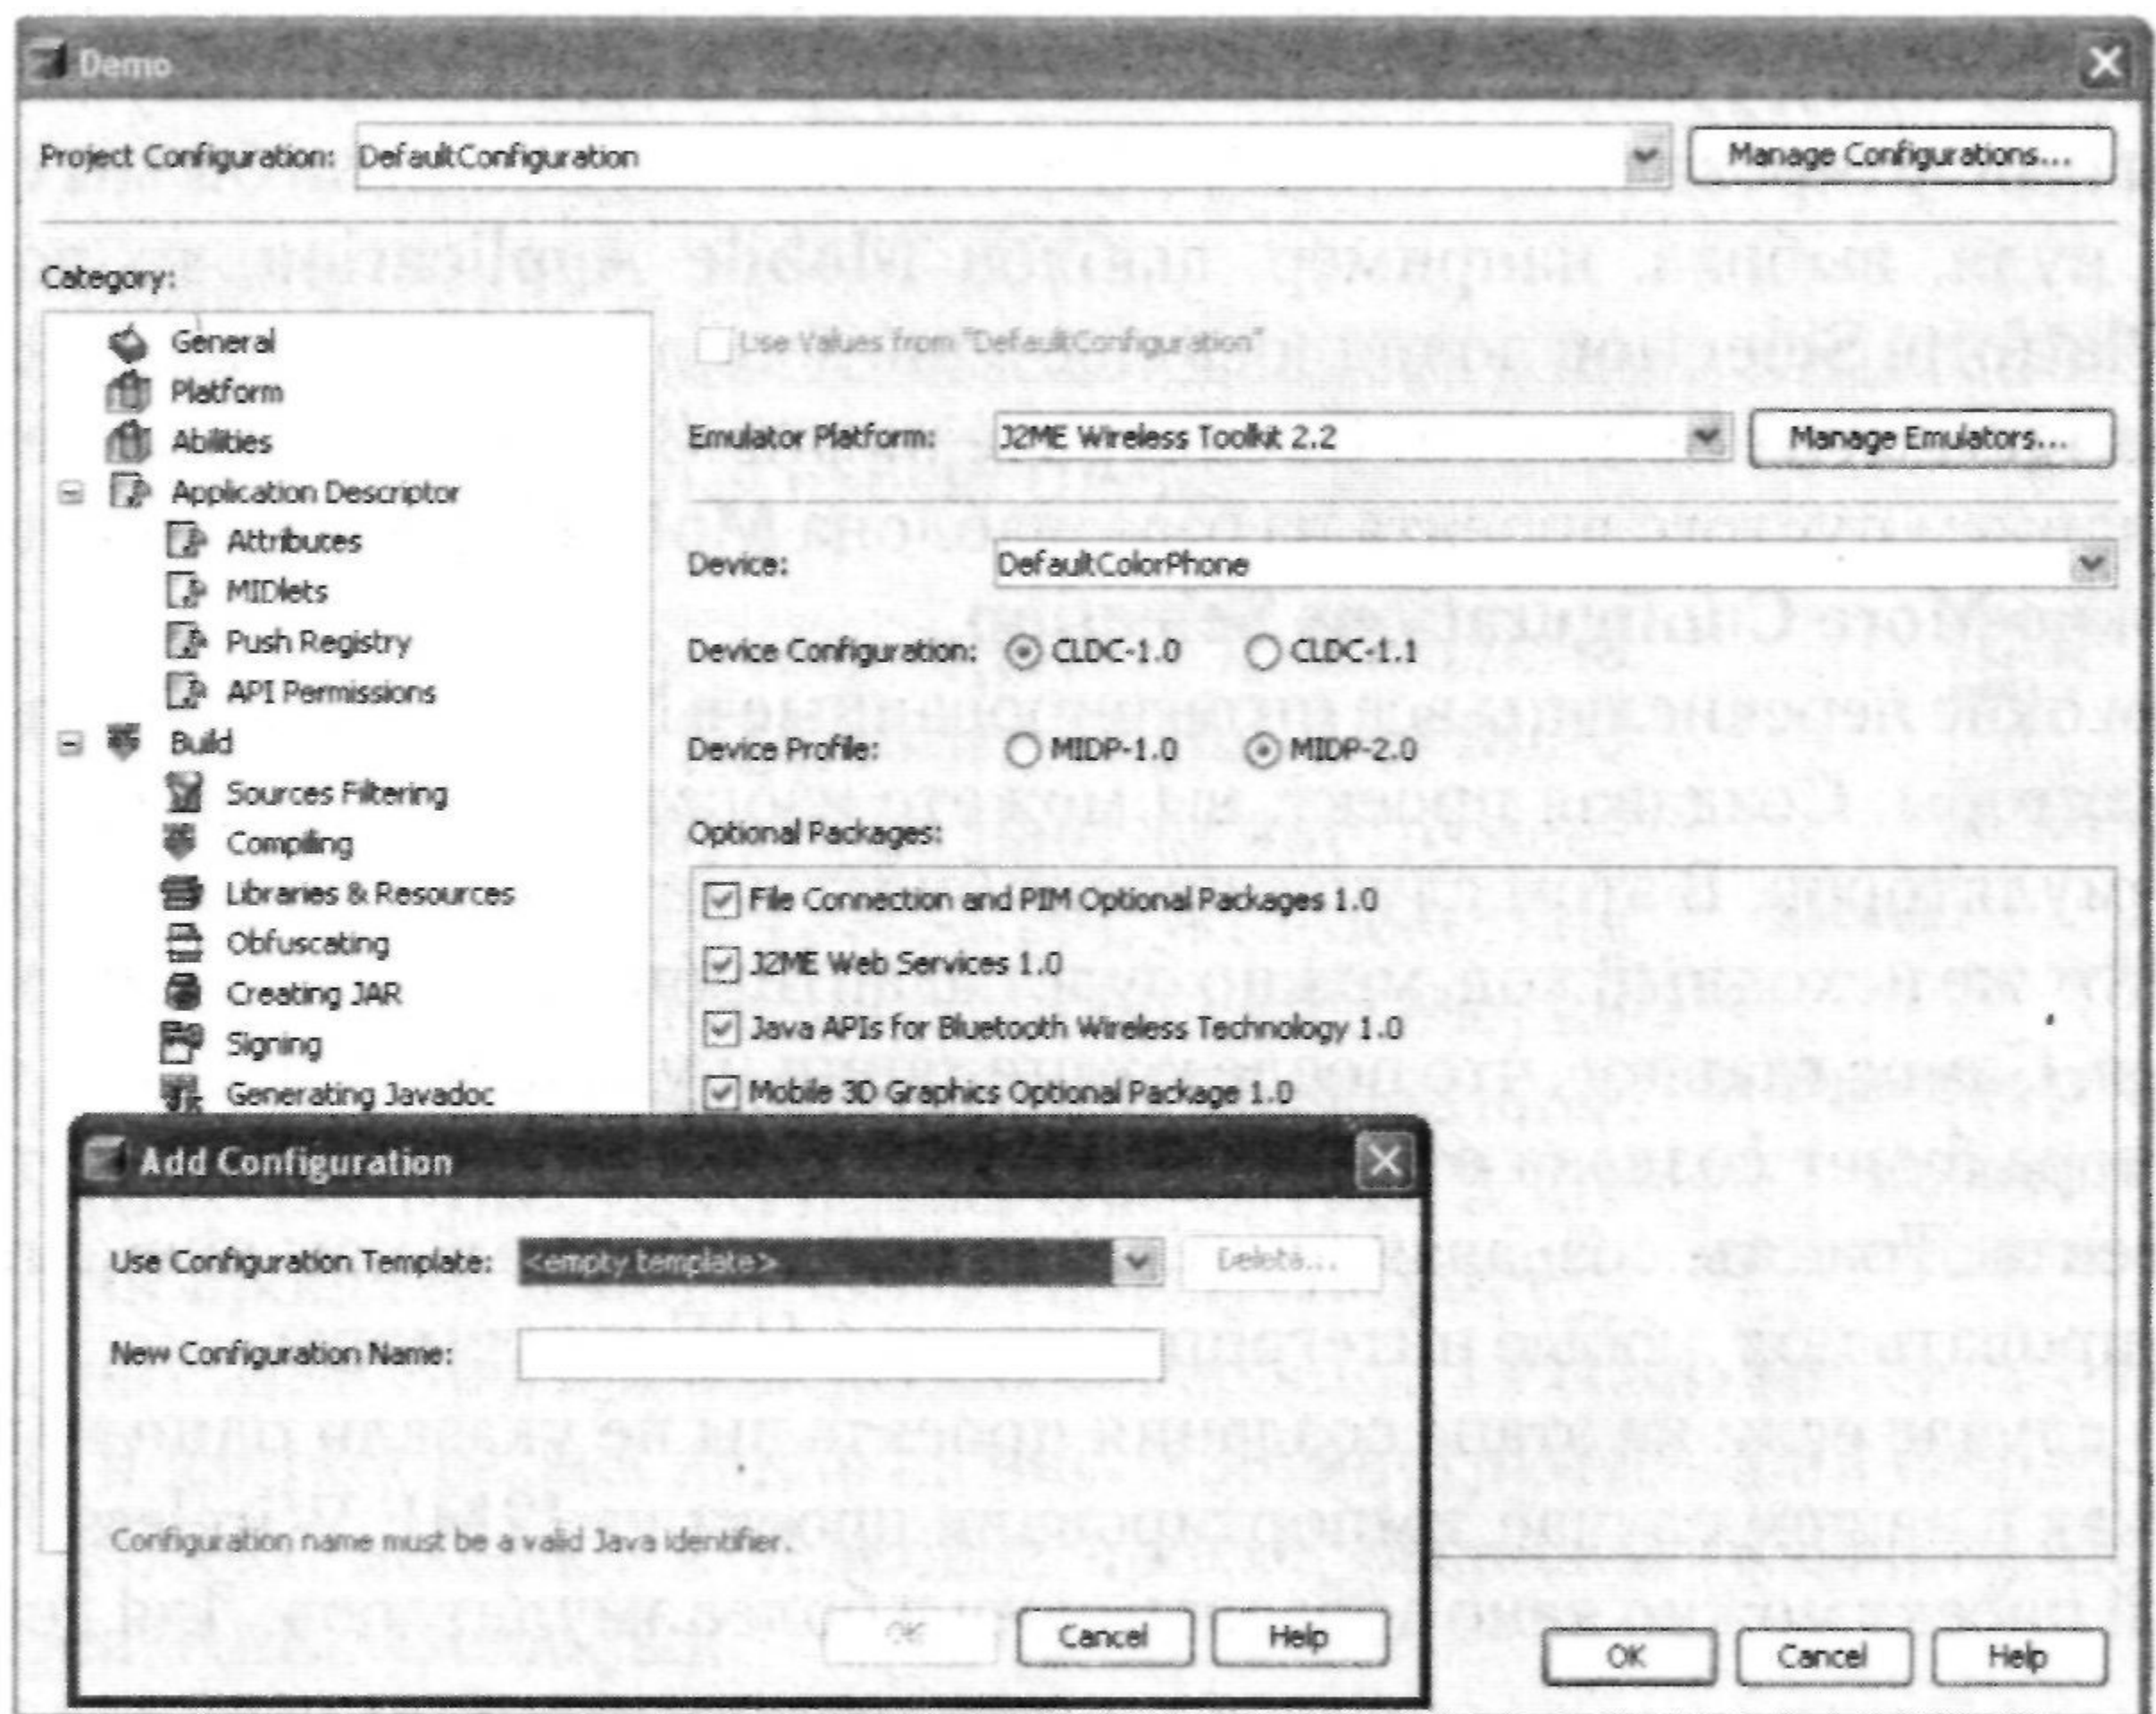 Demo
Project Configuration: DefaultConfiguration Manage Configurations...
Category:
General
Platform
Abilities
Application Descriptor
Attributes
MIDlets
Push Registry
API Permissions
Build
Sources Filtering
Compiling
Libraries & Resources
Obfuscating
Creating JAR
Signing
Generating Javadoc
Use Values from "DefaultConfiguration"
Emulator Platform: J2ME Wireless Toolkit 2.2 Manage Emulators...
Device: DefaultColorPhone
Device Configuration: CLDC-1.0 CLDC-1.1
Device Profile: MIDP-1.0 MIDP-2.0
Optional Packages:
File Connection and PIM Optional Packages 1.0
J2ME Web Services 1.0
Java APIs for Bluetooth Wireless Technology 1.0
Mobile 3D Graphics Optional Package 1.0
Add Configuration
Use Configuration Template: <empty template> Delete...
New Configuration Name:
Configuration name must be a valid Java identifier.
OK Cancel Help
OK Cancel Help